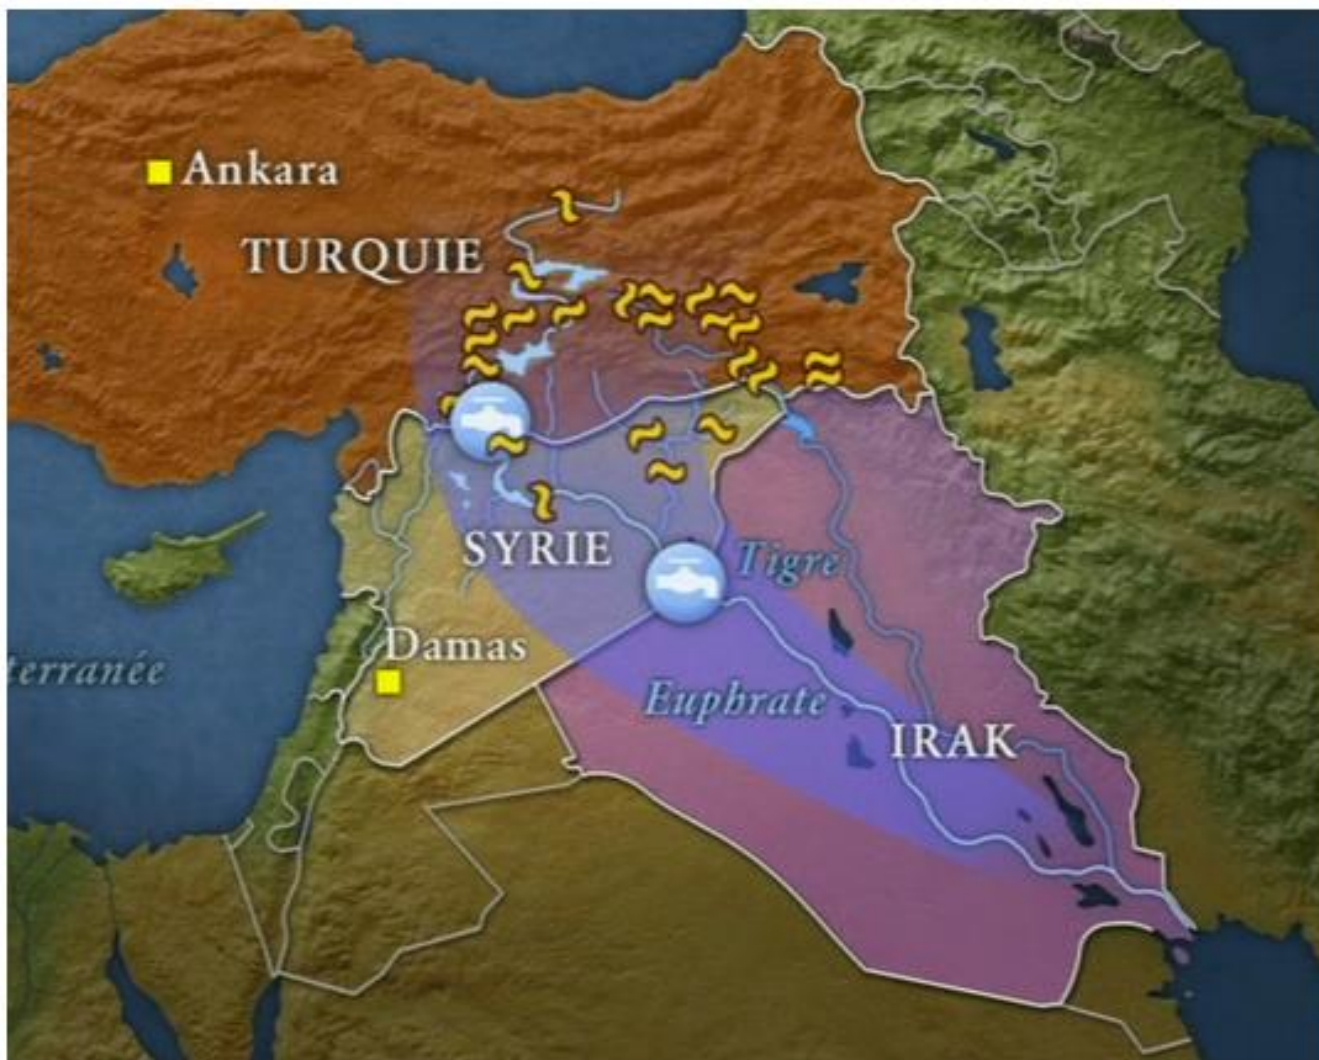 Ankara
TURQUIE
SYRIE
Tigre
Damas
terranée
Euphrate
IRAK